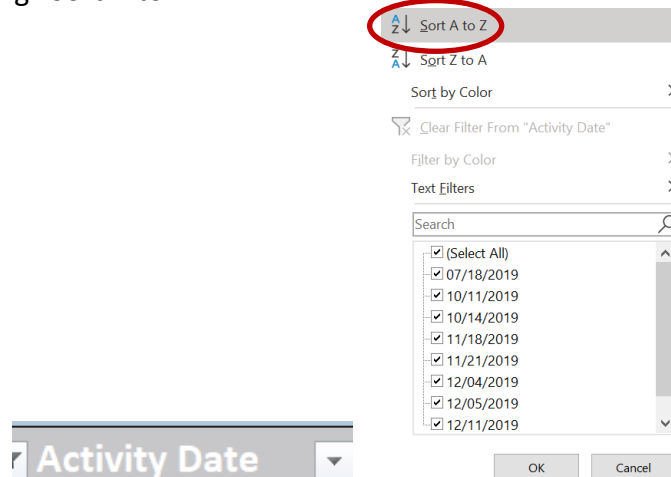 Sort A to Z
Sort Z to A
Sort by Color
Clear Filter From "Activity Date"
Filter by Color
Text Filters
Search
(Select All)
07/18/2019
10/11/2019
10/14/2019
11/18/2019
11/21/2019
12/04/2019
12/05/2019
12/11/2019
Activity Date
OK Cancel